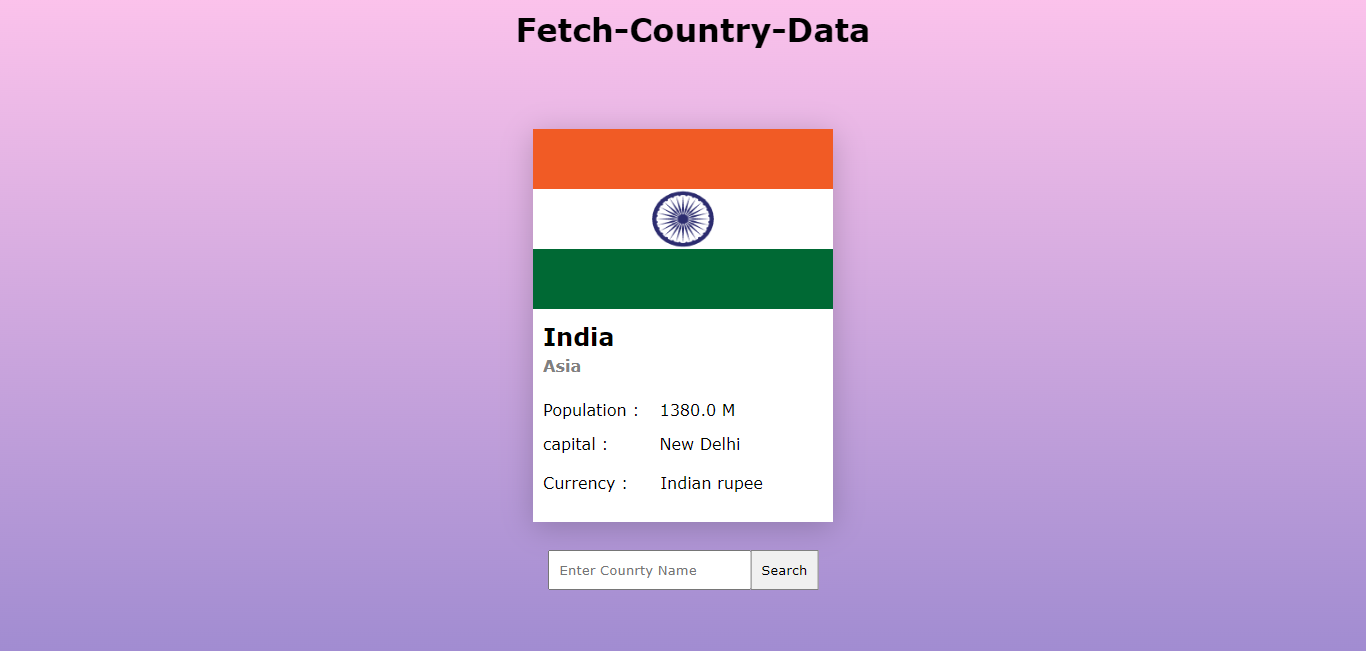 Fetch-Country-Data
India
Asia
Population : 1380.0 M
capital : New Delhi
Currency : Indian rupee
Enter Counrty Name Search